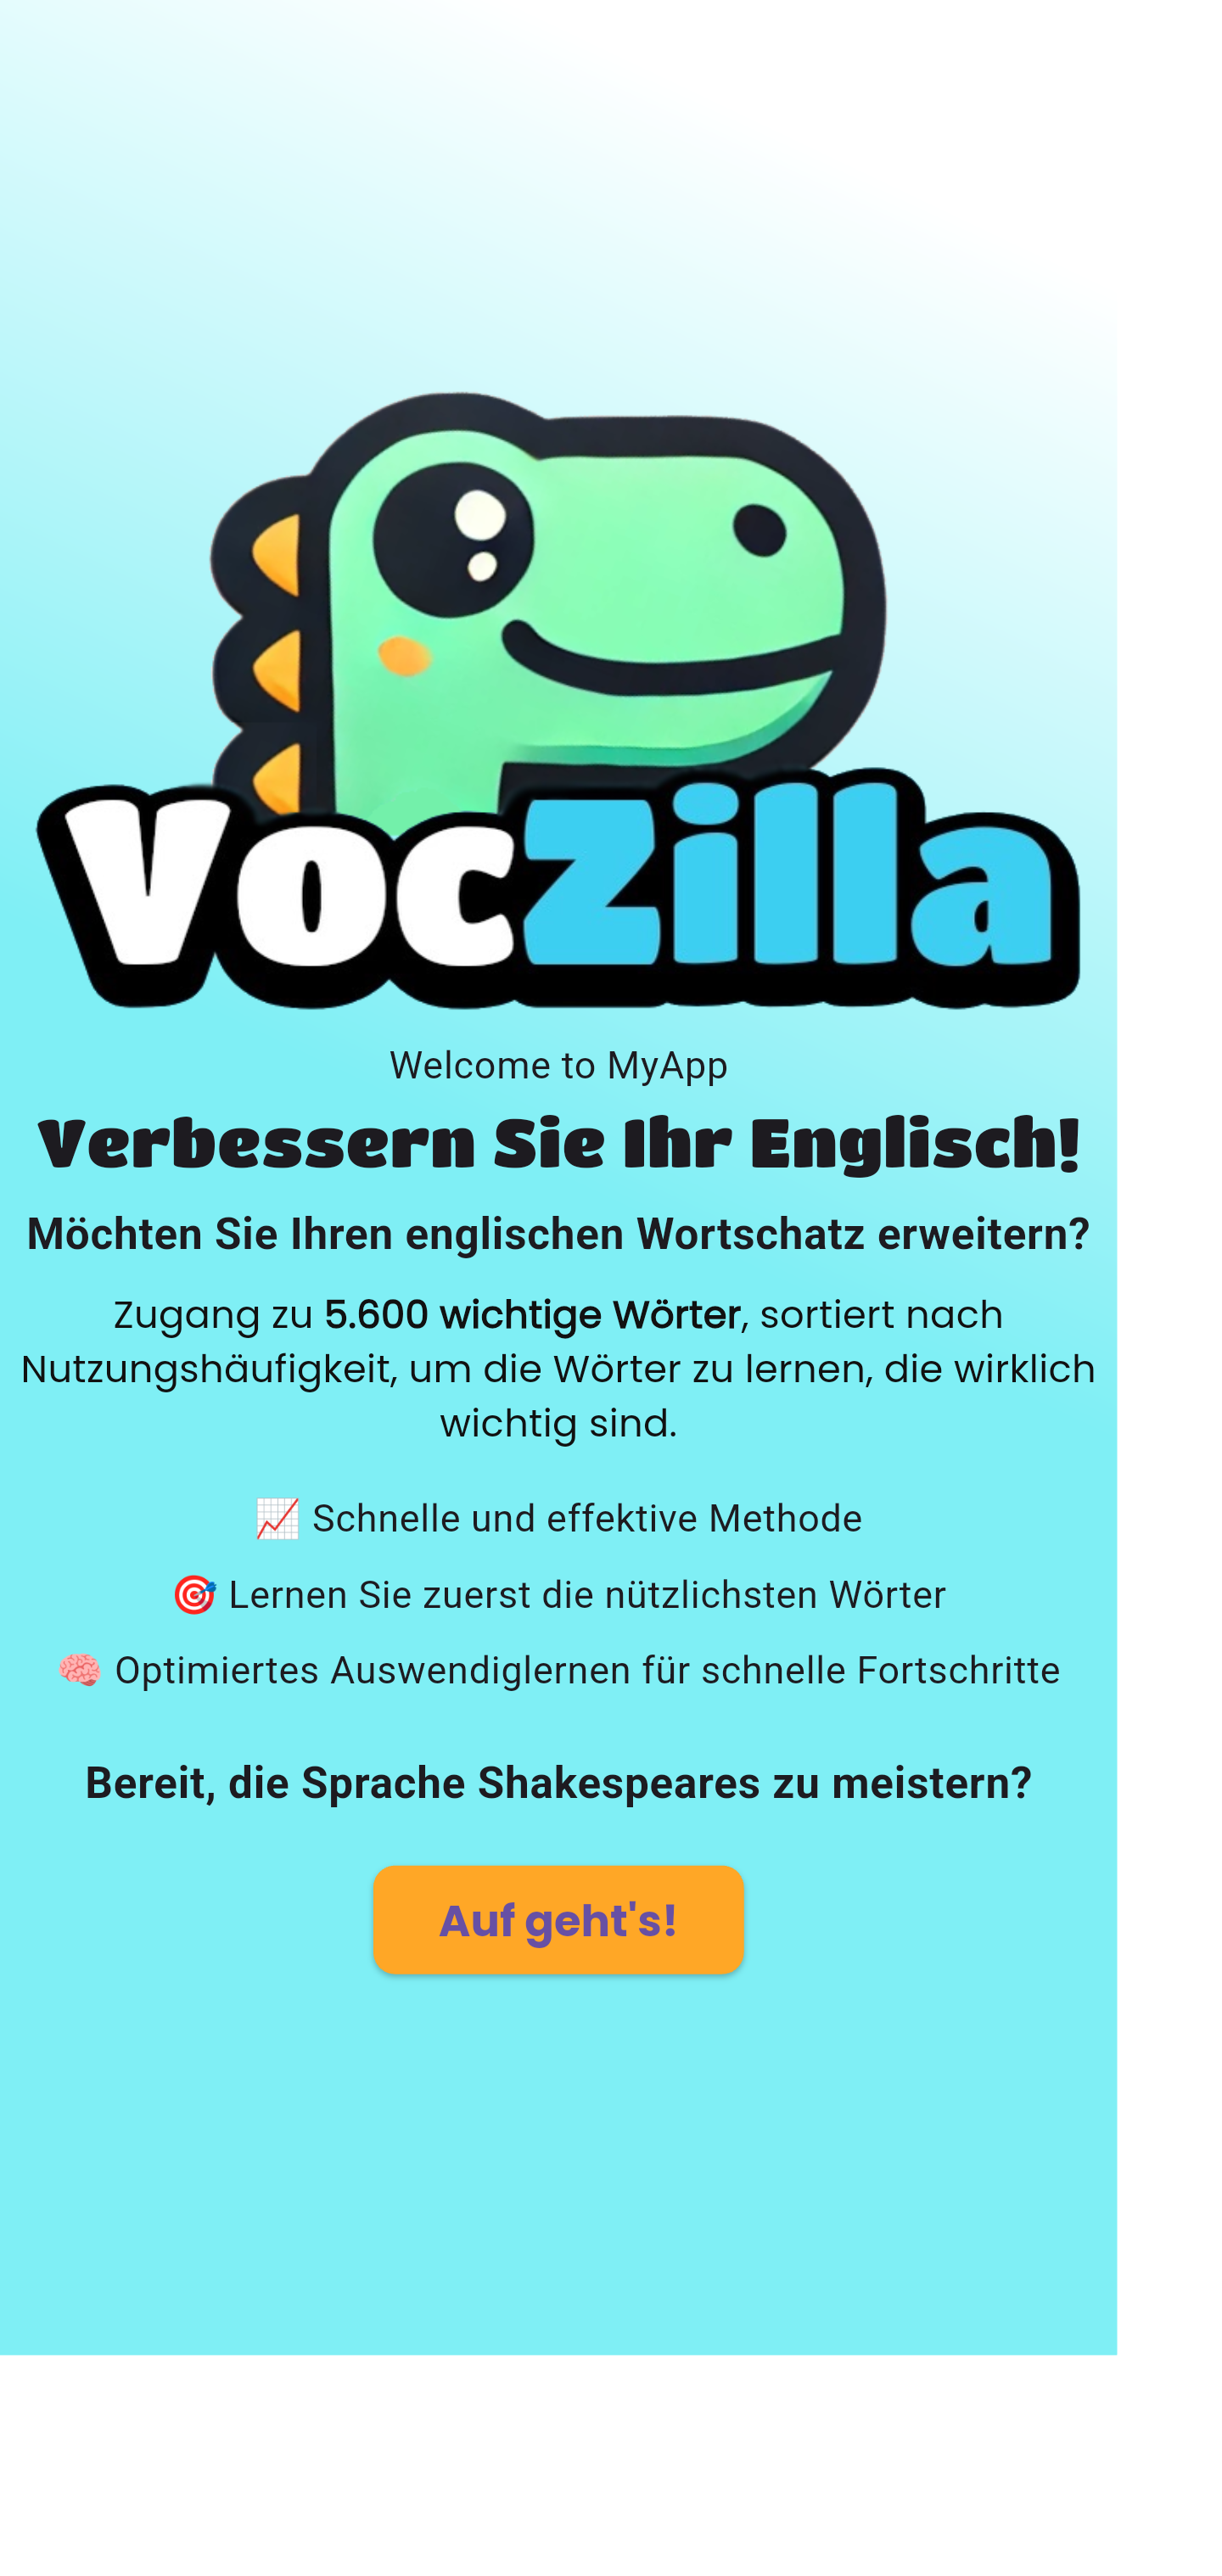 VocZilla
Welcome to MyApp
Verbessern Sie Ihr Englisch!
Möchten Sie Ihren englischen Wortschatz erweitern?
Zugang zu 5.600 wichtige Wörter, sortiert nach
Nutzungshäufigkeit, um die Wörter zu lernen, die wirklich
wichtig sind.
📈 Schnelle und effektive Methode
🎯 Lernen Sie zuerst die nützlichsten Wörter
🧠 Optimiertes Auswendiglernen für schnelle Fortschritte
Bereit, die Sprache Shakespeares zu meistern?
Auf geht's!